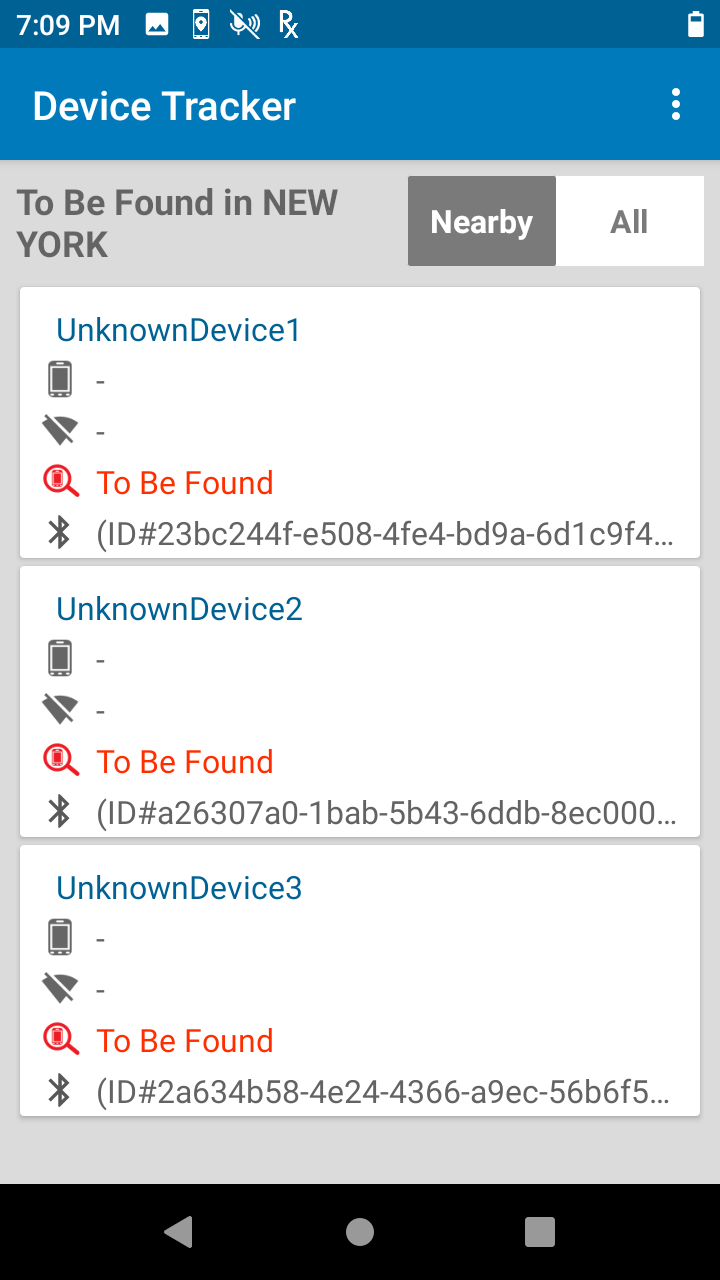 7:09 PM
Device Tracker
To Be Found in NEW
YORK
Nearby
All
UnknownDevice1
-
-
To Be Found
(ID#23bc244f-e508-4fe4-bd9a-6d1c9f4...
UnknownDevice2
-
-
To Be Found
(ID#a26307a0-1bab-5b43-6ddb-8ec000...
UnknownDevice3
-
-
To Be Found
(ID#2a634b58-4e24-4366-a9ec-56b6f5...